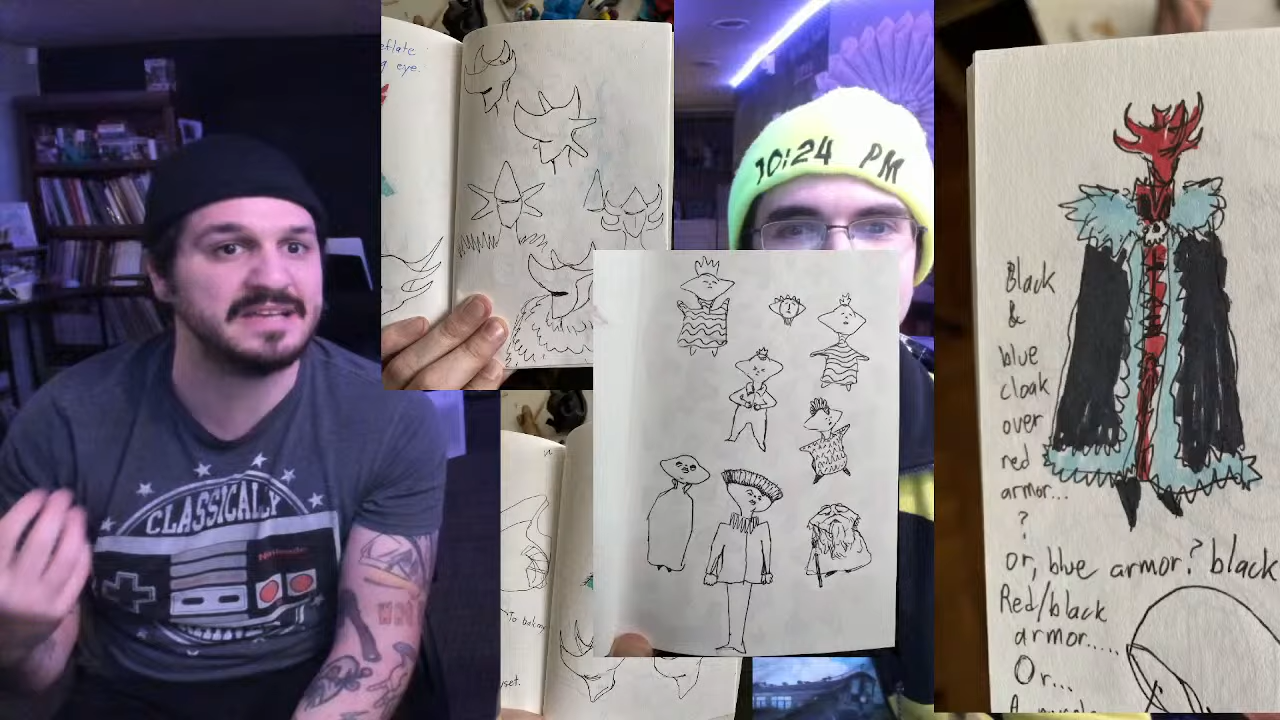 eflate
g eye.
10:24 PM
CLASSICALLY
Nintendo
Black
&
blue
cloak
over
red
armor...
?
or, blue armor? black
Red/black
armor.....
Or...